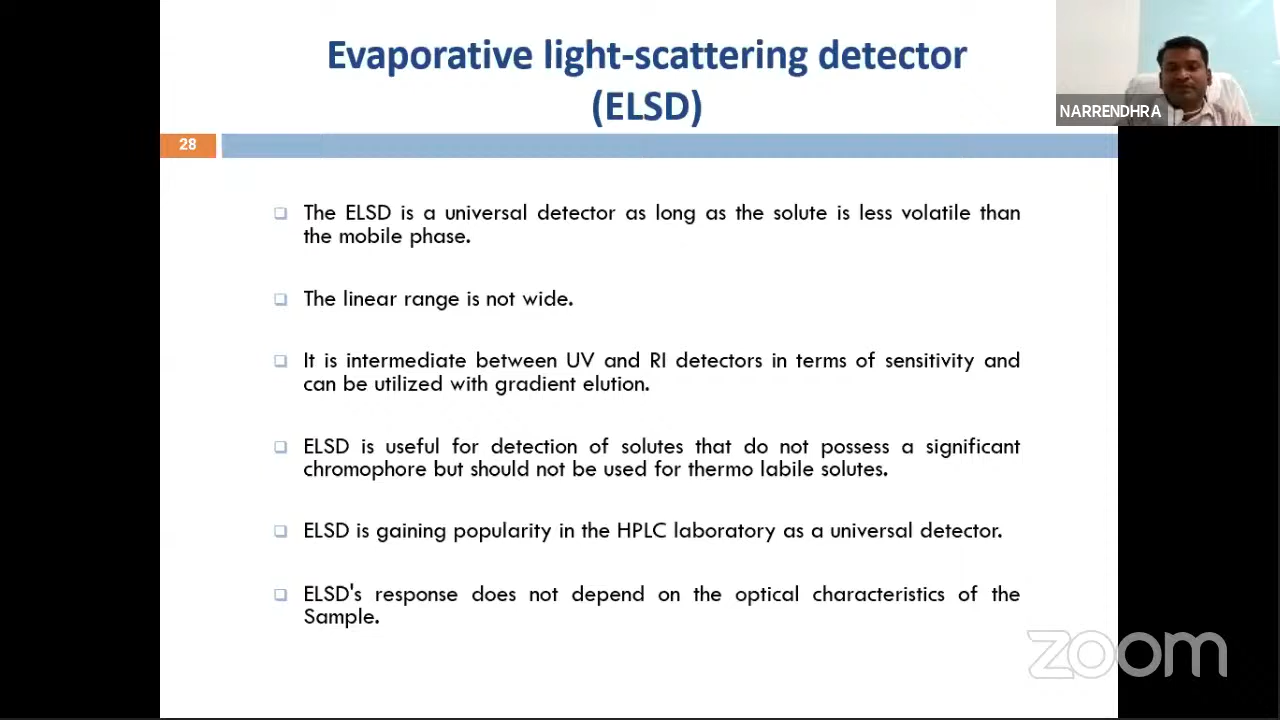 Evaporative light-scattering detector
(ELSD)
NARRENDHRA
28
The ELSD is a universal detector as long as the solute is less volatile than
the mobile phase.
The linear range is not wide.
It is intermediate between UV and RI detectors in terms of sensitivity and
can be utilized with gradient elution.
ELSD is useful for detection of solutes that do not possess a significant
chromophore but should not be used for thermo labile solutes.
ELSD is gaining popularity in the HPLC laboratory as a universal detector.
ELSD's response does not depend on the optical characteristics of the
Sample.
zoom